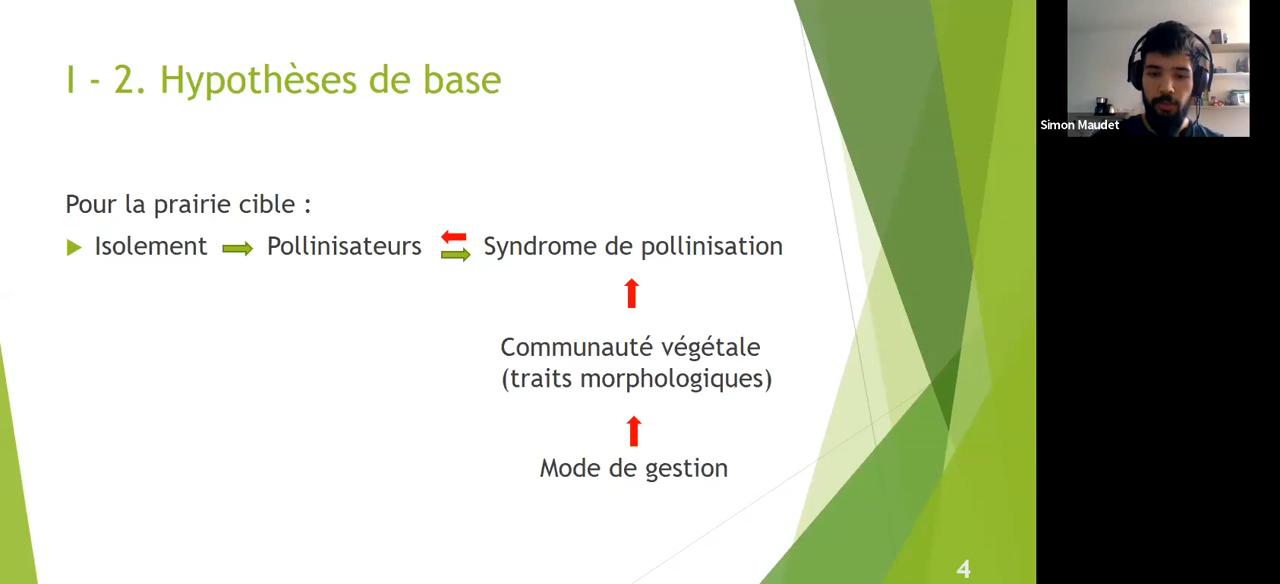 I - 2. Hypothèses de base
Pour la prairie cible :
Isolement Pollinisateurs Syndrome de pollinisation
Communauté végétale
(traits morphologiques)
Mode de gestion
4
Simon Maudet